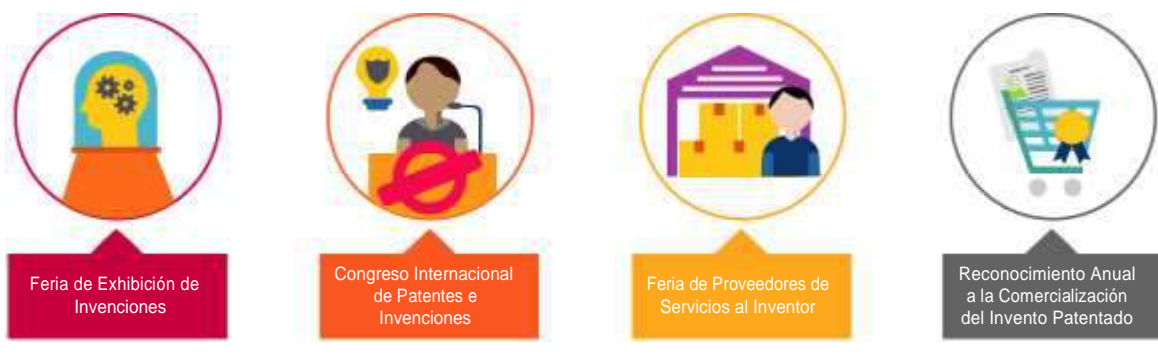 Feria de Exhibición de
Invenciones
Congreso Internacional
de Patentes e
Invenciones
Feria de Proveedores de
Servicios al Inventor
Reconocimiento Anual
a la Comercialización
del Invento Patentado